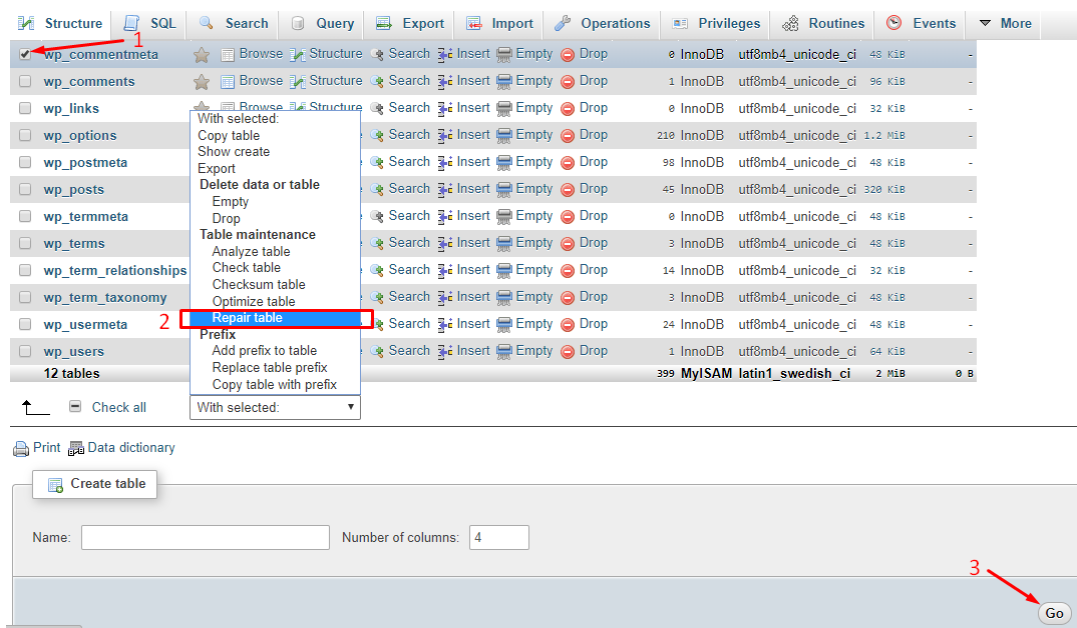 Structure SQL Search Query Export Import Operations Privileges Routines Events More
1
wp_commentmeta Browse Structure Search Insert Empty Drop 0 InnoDB utf8mb4_unicode_ci 48 KiB -
wp_comments Browse Structure Search Insert Empty Drop 1 InnoDB utf8mb4_unicode_ci 96 KiB -
wp_links Browse Structure Search Insert Empty Drop 0 InnoDB utf8mb4_unicode_ci 32 KiB -
wp_options Search Insert Empty Drop 210 InnoDB utf8mb4_unicode_ci 1.2 MiB -
wp_postmeta Search Insert Empty Drop 98 InnoDB utf8mb4_unicode_ci 48 KiB -
wp_posts Search Insert Empty Drop 45 InnoDB utf8mb4_unicode_ci 320 KiB -
wp_termmeta Search Insert Empty Drop 0 InnoDB utf8mb4_unicode_ci 48 KiB -
wp_terms Search Insert Empty Drop 3 InnoDB utf8mb4_unicode_ci 48 KiB -
wp_term_relationships Search Insert Empty Drop 14 InnoDB utf8mb4_unicode_ci 32 KiB -
wp_term_taxonomy Search Insert Empty Drop 3 InnoDB utf8mb4_unicode_ci 48 KiB -
wp_usermeta Search Insert Empty Drop 24 InnoDB utf8mb4_unicode_ci 48 KiB -
wp_users Search Insert Empty Drop 1 InnoDB utf8mb4_unicode_ci 64 KiB -
12 tables 399 MyISAM latin1_swedish_ci 2 MiB 0 B
With selected:
Copy table
Show create
Export
Delete data or table
Empty
Drop
Table maintenance
Analyze table
Check table
Checksum table
Optimize table
2 Repair table
Prefix
Add prefix to table
Replace table prefix
Copy table with prefix
Check all With selected:
Print Data dictionary
Create table
Name: Number of columns: 4
3
Go